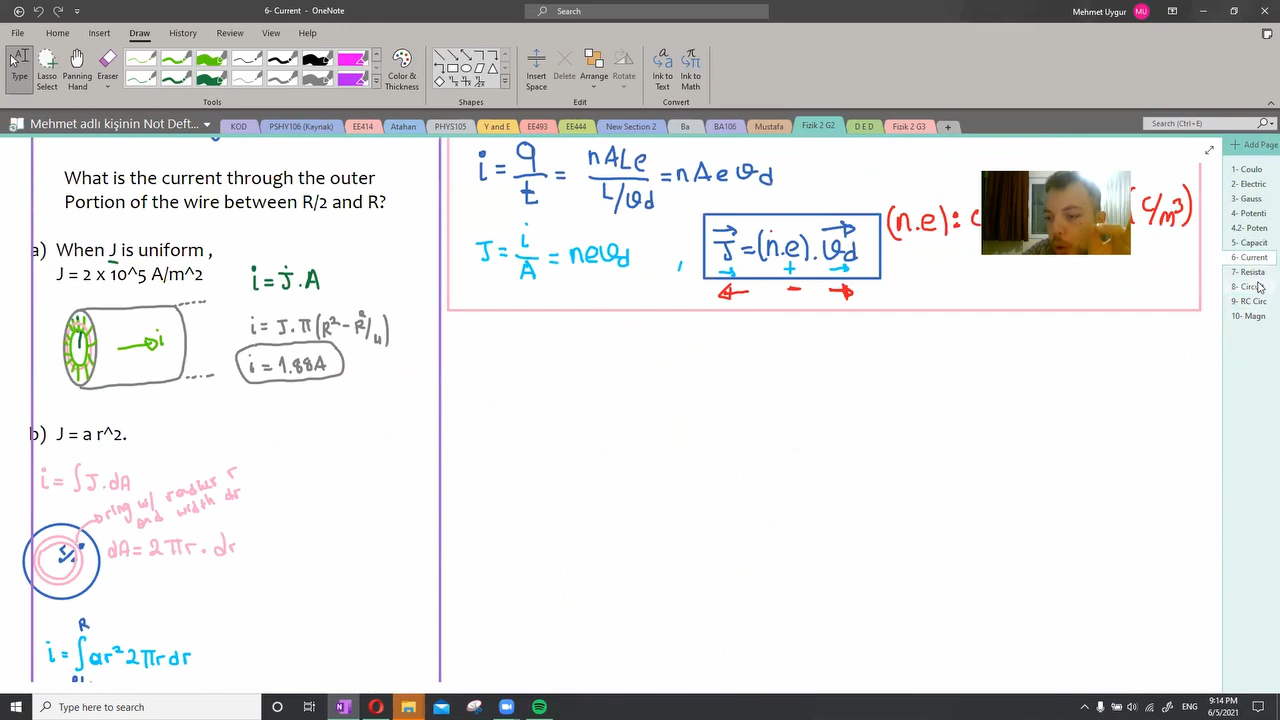 6- Current - OneNote
Search
Mehmet Uygur
MU
File Home Insert Draw History Review View Help
Type
Lasso Select
Panning Hand
Eraser
Color & Thickness
Insert Space
Delete
Arrange
Rotate
Ink to Text
Ink to Math
Tools
Shapes
Edit
Convert
Mehmet adlı kişinin Not Deft...
KOD PSHY106 (Kaynak) EE414 Atahan PHYS105 Y and E EE493 EE444 New Section 2 Ba BA106 Mustafa Fizik 2 G2 D E D Fizik 2 G3 +
Search (Ctrl+E)
Add Page
1- Coulo
2- Electric
3- Gauss
4- Potenti
4.2- Poten
5- Capacit
6- Current
7- Resista
8- Circuic
9- RC Circ
10- Magn
What is the current through the outer
Portion of the wire between R/2 and R?
a) When J is uniform ,
J = 2 x 10^5 A/m^2
i = J.A
i = J.π(R²-R²/4)
i = 1.88A
i
b) J = a r^2.
i = ∫J.dA
ring w/ radius r
and width dr
dA = 2πr.dr
R
i = ∫ar²2πrdr
i = q/t = nALe/L/vd = nAevd
J = i/A = nevd ,
J = (n.e).vd
+
-
(n.e): (C/m³)
Type here to search
ENG
9:14 PM
6/5/2021